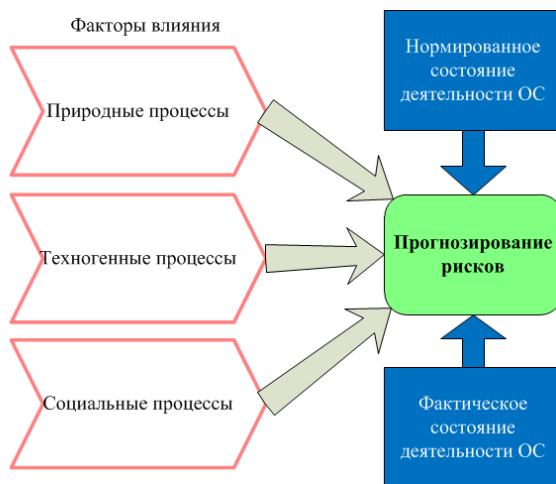 Факторы влияния
Природные процессы
Техногенные процессы
Социальные процессы
Нормированное
состояние
деятельности ОС
Прогнозирование
рисков
Фактическое
состояние
деятельности ОС